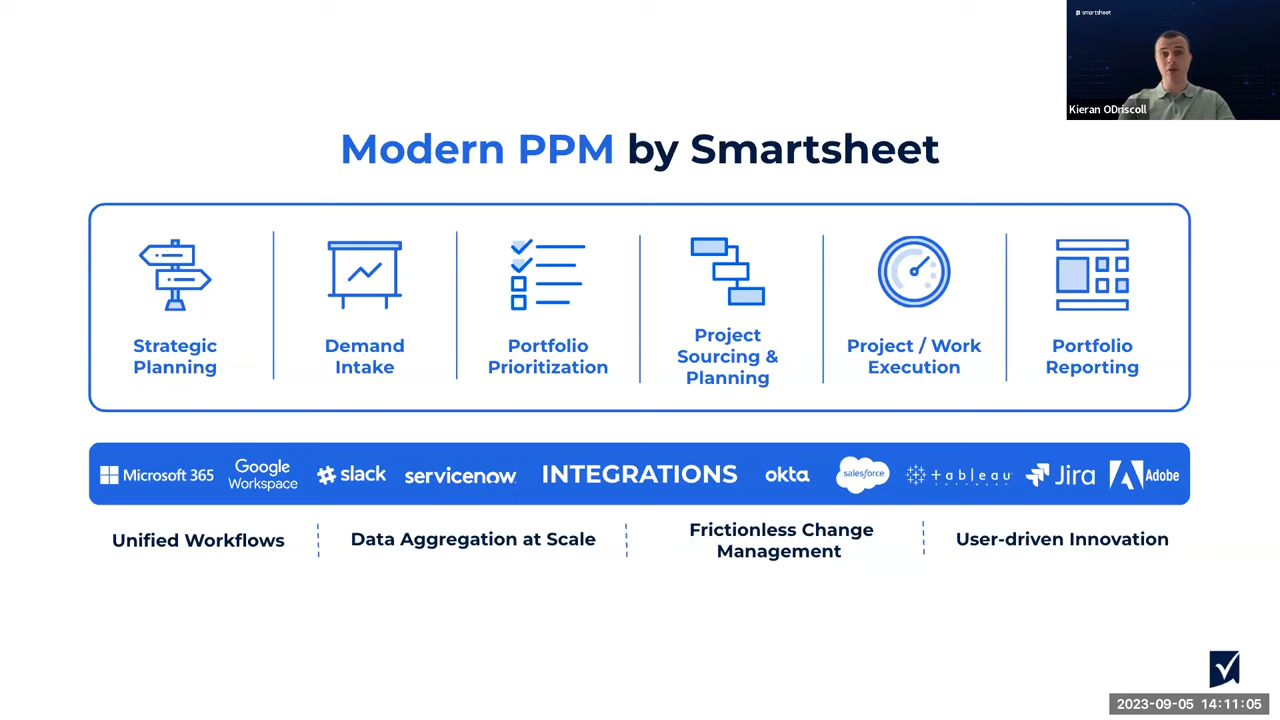 smartsheet
Kieran ODriscoll
Modern PPM by Smartsheet
Strategic
Planning
Demand
Intake
Portfolio
Prioritization
Project
Sourcing &
Planning
Project / Work
Execution
Portfolio
Reporting
Microsoft 365
Google
Workspace
slack
servicenow
INTEGRATIONS
okta
salesforce
+ableau
Jira
Adobe
Unified Workflows
Data Aggregation at Scale
Frictionless Change
Management
User-driven Innovation
2023-09-05 14:11:05